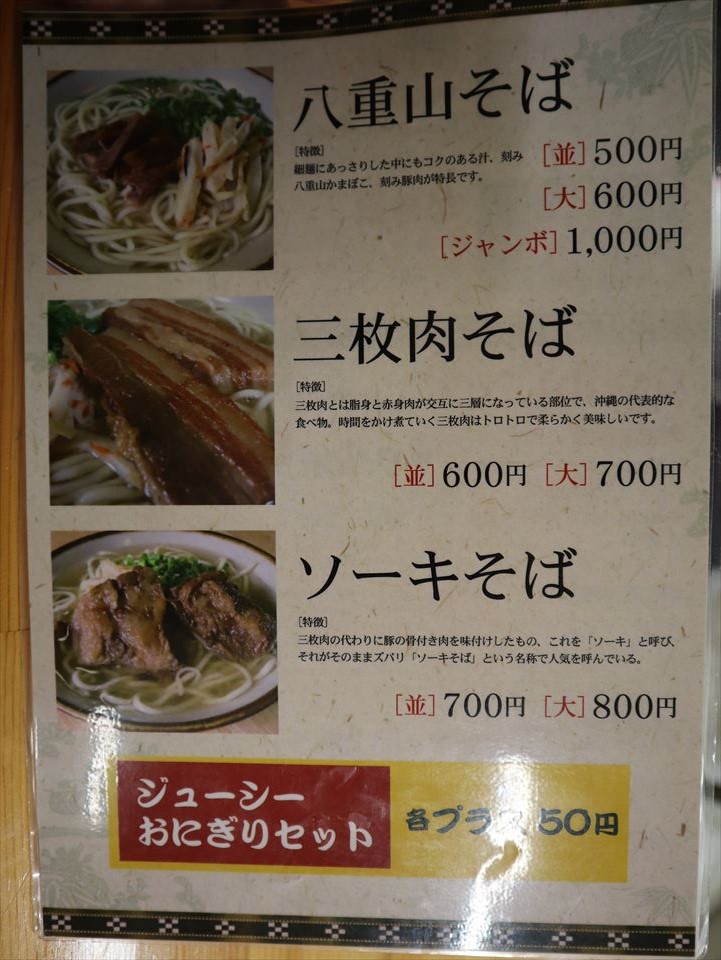 八重山そば
[特徴]
細麺にあっさりした中にもコクのある汁、刻み
八重山かまぼこ、刻み豚肉が特長です。
[並] 500円
[大] 600円
[ジャンボ] 1,000円
三枚肉そば
[特徴]
三枚肉とは脂身と赤身肉が交互に三層になっている部位で、沖縄の代表的な
食べ物。時間をかけ煮ていく三枚肉はトロトロで柔らかく美味しいです。
[並] 600円 [大] 700円
ソーキそば
[特徴]
三枚肉の代わりに豚の骨付き肉を味付けしたもの、これを「ソーキ」と呼び、
それがそのままズバリ「ソーキそば」という名称で人気を呼んでいる。
[並] 700円 [大] 800円
ジューシー
おにぎりセット
各プラス 50円